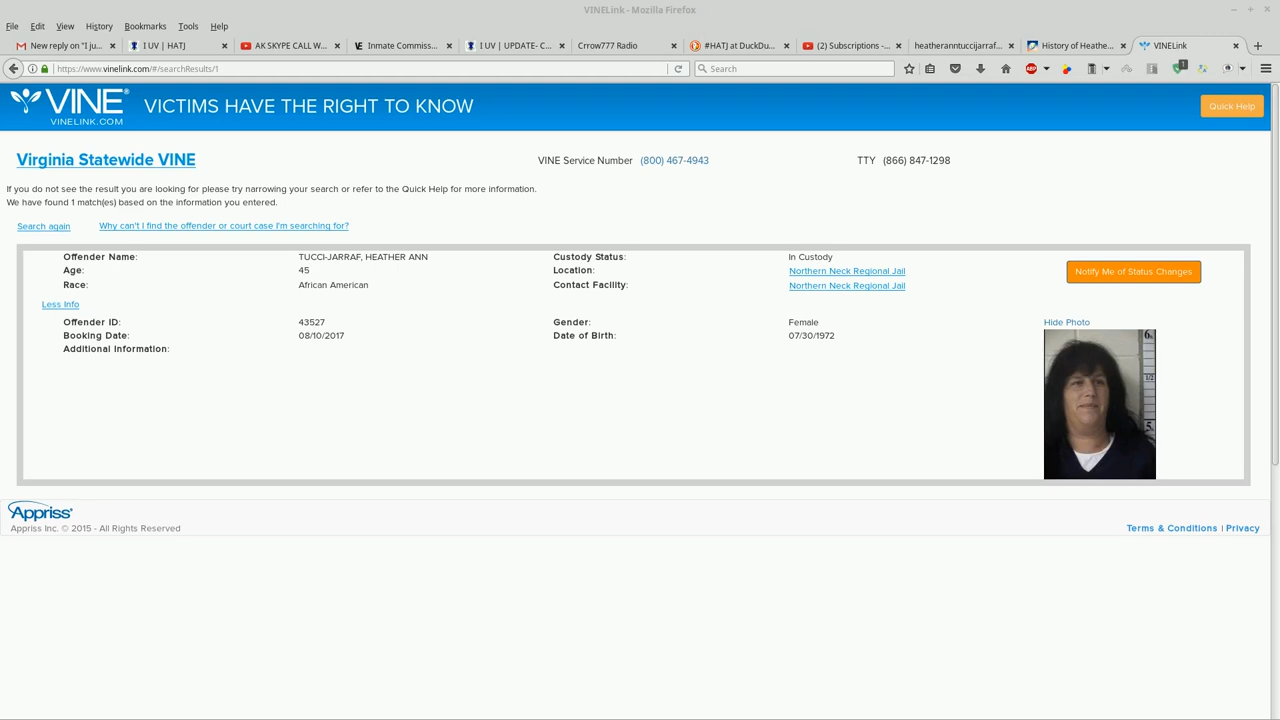 VINELink - Mozilla Firefox
File Edit View History Bookmarks Tools Help
New reply on "I ju... I UV | HATJ AK SKYPE CALL W... Inmate Commiss... I UV | UPDATE- C... Crrow777 Radio #HATJ at DuckDu... (2) Subscriptions -... heatheranntuccijarraf... History of Heathe... VINELink
https://www.vinelink.com/#/searchResults/1 Search
VINE® VICTIMS HAVE THE RIGHT TO KNOW Quick Help
VINELINK.COM
Virginia Statewide VINE VINE Service Number (800) 467-4943 TTY (866) 847-1298
If you do not see the result you are looking for please try narrowing your search or refer to the Quick Help for more information.
We have found 1 match(es) based on the information you entered.
Search again Why can't I find the offender or court case I'm searching for?
Offender Name: TUCCI-JARRAF, HEATHER ANN Custody Status: In Custody
Age: 45 Location: Northern Neck Regional Jail Notify Me of Status Changes
Race: African American Contact Facility: Northern Neck Regional Jail
Less Info
Offender ID: 43527 Gender: Female Hide Photo
Booking Date: 08/10/2017 Date of Birth: 07/30/1972
Additional Information:
6
1/2
5
Appriss®
Appriss Inc. © 2015 - All Rights Reserved Terms & Conditions | Privacy